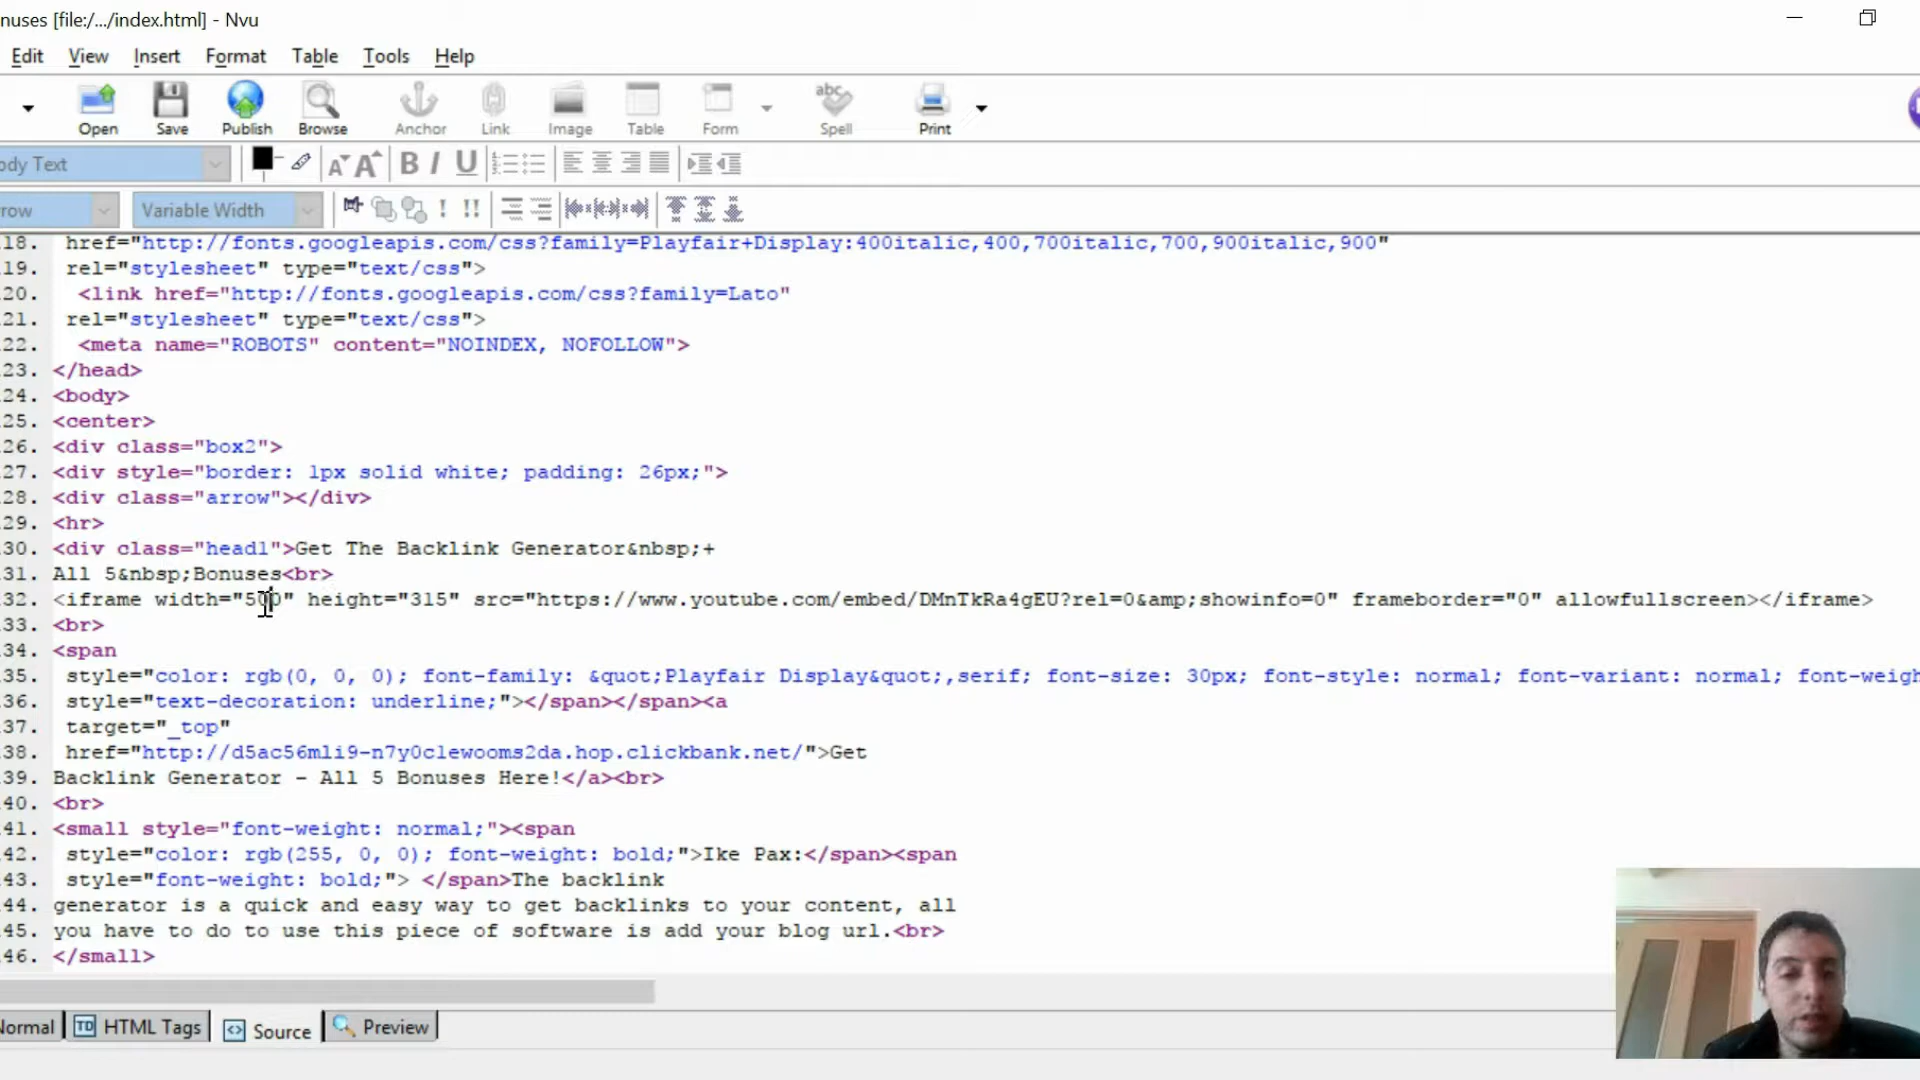 nuses [file:/.../index.html] - Nvu
Edit View Insert Format Table Tools Help
Open Save Publish Browse Anchor Link Image Table Form Spell Print
ody Text
row Variable Width
18. href="http://fonts.googleapis.com/css?family=Playfair+Display:400italic,400,700italic,700,900italic,900"
19. rel="stylesheet" type="text/css">
20. <link href="http://fonts.googleapis.com/css?family=Lato"
21. rel="stylesheet" type="text/css">
22. <meta name="ROBOTS" content="NOINDEX, NOFOLLOW">
23. </head>
24. <body>
25. <center>
26. <div class="box2">
27. <div style="border: 1px solid white; padding: 26px;">
28. <div class="arrow"></div>
29. <hr>
30. <div class="head1">Get The Backlink Generator&nbsp;+
31. All 5&nbsp;Bonuses<br>
32. <iframe width="500" height="315" src="https://www.youtube.com/embed/DMnTkRa4gEU?rel=0&amp;showinfo=0" frameborder="0" allowfullscreen></iframe>
33. <br>
34. <span
35. style="color: rgb(0, 0, 0); font-family: &quot;Playfair Display&quot;,serif; font-size: 30px; font-style: normal; font-variant: normal; font-weigh
36. style="text-decoration: underline;"></span></span><a
37. target="_top"
38. href="http://d5ac56mli9-n7y0clewooms2da.hop.clickbank.net/">Get
39. Backlink Generator - All 5 Bonuses Here!</a><br>
40. <br>
41. <small style="font-weight: normal;"><span
42. style="color: rgb(255, 0, 0); font-weight: bold;">Ike Pax:</span><span
43. style="font-weight: bold;"> </span>The backlink
44. generator is a quick and easy way to get backlinks to your content, all
45. you have to do to use this piece of software is add your blog url.<br>
46. </small>
Normal HTML Tags Source Preview